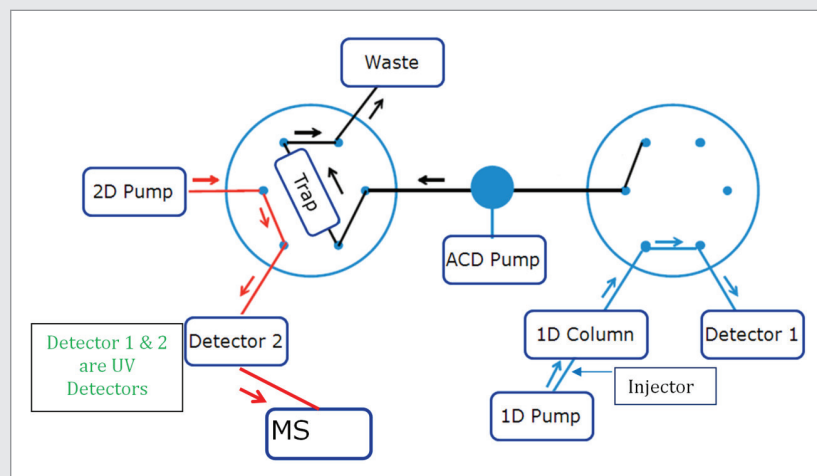 Waste
2D Pump
Trap
ACD Pump
Detector 2
1D Column
Detector 1
Detector 1 & 2
are UV
Detectors
Injector
1D Pump
MS